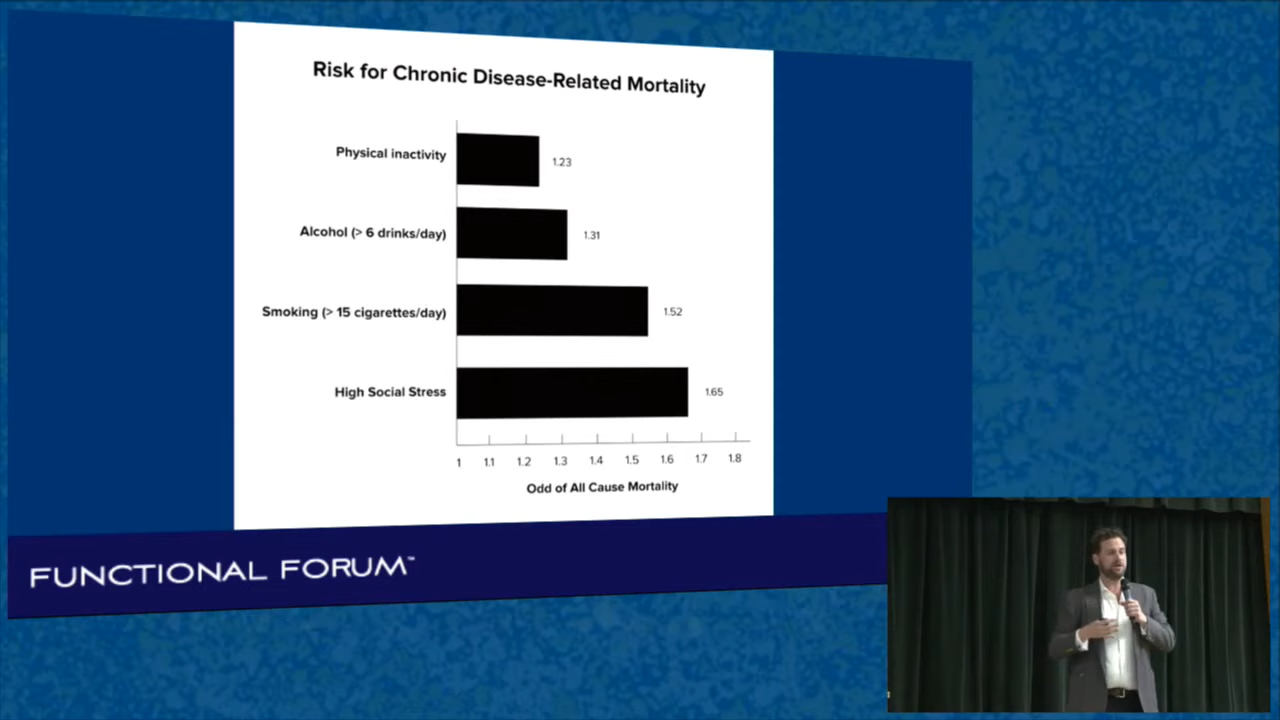 Risk for Chronic Disease-Related Mortality
Physical inactivity
1.23
Alcohol (> 6 drinks/day)
1.31
Smoking (> 15 cigarettes/day)
1.52
High Social Stress
1.65
1 1.1 1.2 1.3 1.4 1.5 1.6 1.7 1.8
Odd of All Cause Mortality
FUNCTIONAL FORUM™